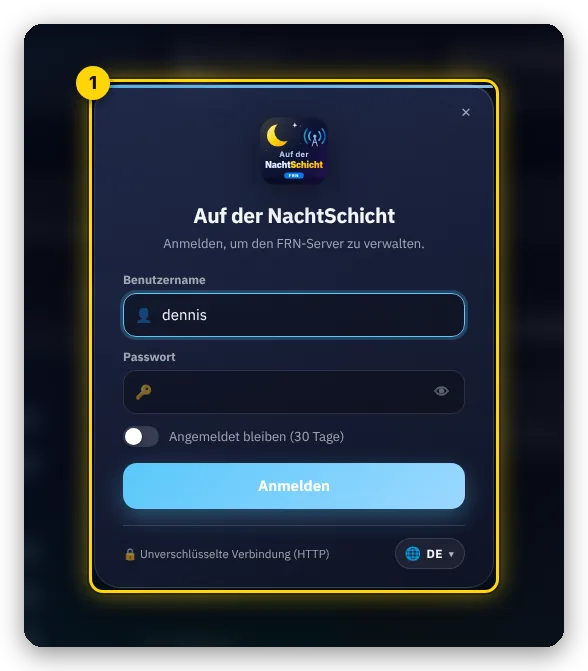 1
×
Auf der
NachtSchicht
FRN
Auf der NachtSchicht
Anmelden, um den FRN-Server zu verwalten.
Benutzername
dennis
Passwort
Angemeldet bleiben (30 Tage)
Anmelden
Unverschlüsselte Verbindung (HTTP)
DE ▾